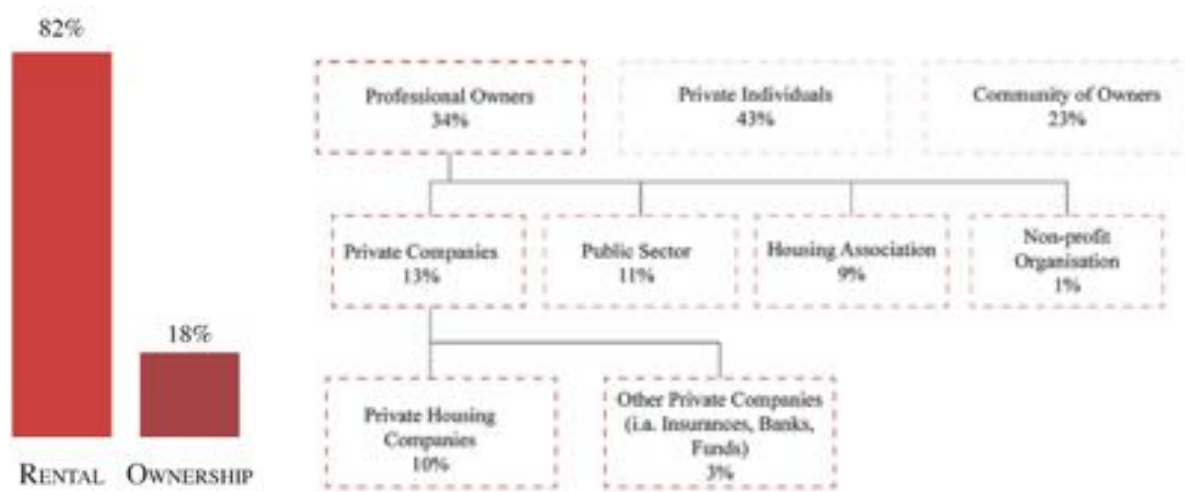 82%
18%
RENTAL OWNERSHIP
Professional Owners
34%
Private Individuals
43%
Community of Owners
23%
Private Companies
13%
Public Sector
11%
Housing Association
9%
Non-profit
Organisation
1%
Private Housing
Companies
10%
Other Private Companies
(i.a. Insurances, Banks,
Funds)
3%